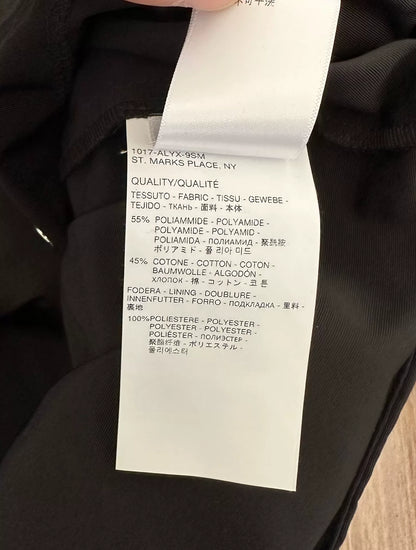 1017-ALYX-9SM
ST. MARKS PLACE, NY
QUALITY/QUALITÉ
TESSUTO - FABRIC - TISSU - GEWEBE -
TEJIDO - ТКАНЬ - 面料 - 本体
55% POLIAMMIDE - POLYAMIDE -
POLYAMIDE - POLYAMID -
POLIAMIDA - ПОЛИАМИД - 聚酰胺
ポリアミド - 폴 리 아 미 드
45% COTONE - COTTON - COTON -
BAUMWOLLE - ALGODÓN -
ХЛОПОК - 棉 - コットン - 코 튼
FODERA - LINING - DOUBLURE -
INNENFUTTER - FORRO - ПОДКЛАДКА - 里料 -
裏地
100% POLIESTERE - POLYESTER -
POLYESTER - POLYESTER -
POLIÉSTER - ПОЛИЭСТЕР -
聚酯纤维 - ポリエステル -
폴리에스터